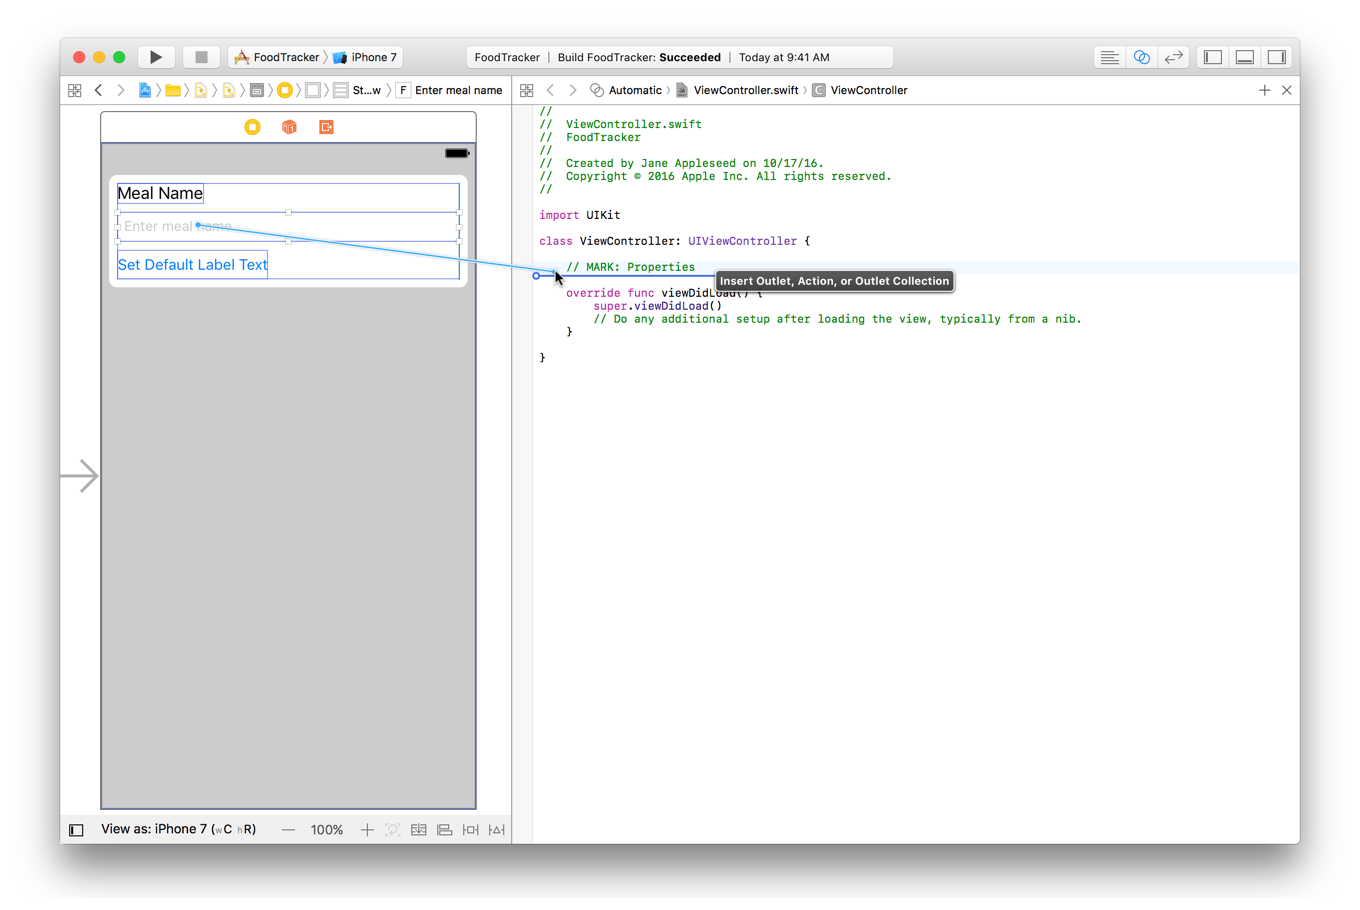 FoodTracker iPhone 7
FoodTracker | Build FoodTracker: Succeeded | Today at 9:41 AM
St...w F Enter meal name
Automatic ViewController.swift C ViewController
Meal Name
Enter meal name
Set Default Label Text
//
//  ViewController.swift
//  FoodTracker
//
//  Created by Jane Appleseed on 10/17/16.
//  Copyright © 2016 Apple Inc. All rights reserved.
//
import UIKit
class ViewController: UIViewController {
// MARK: Properties
Insert Outlet, Action, or Outlet Collection
override func viewDidLoad() {
super.viewDidLoad()
// Do any additional setup after loading the view, typically from a nib.
}
}
View as: iPhone 7 (wC hR) — 100% +